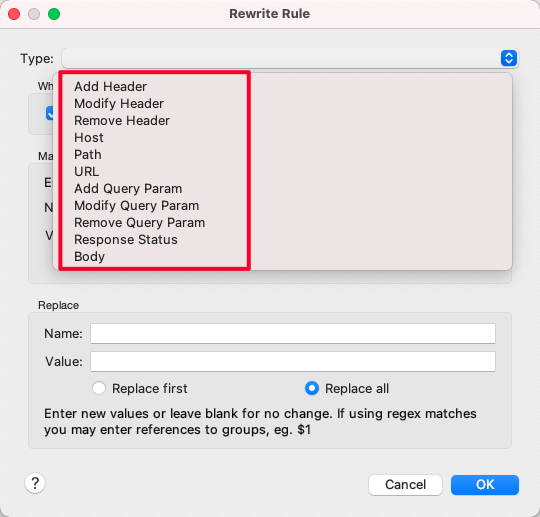 Rewrite Rule
Type:
Add Header
Modify Header
Remove Header
Host
Path
URL
Add Query Param
Modify Query Param
Remove Query Param
Response Status
Body
Replace
Name:
Value:
Replace first
Replace all
Enter new values or leave blank for no change. If using regex matches
you may enter references to groups, eg. $1
?
Cancel
OK